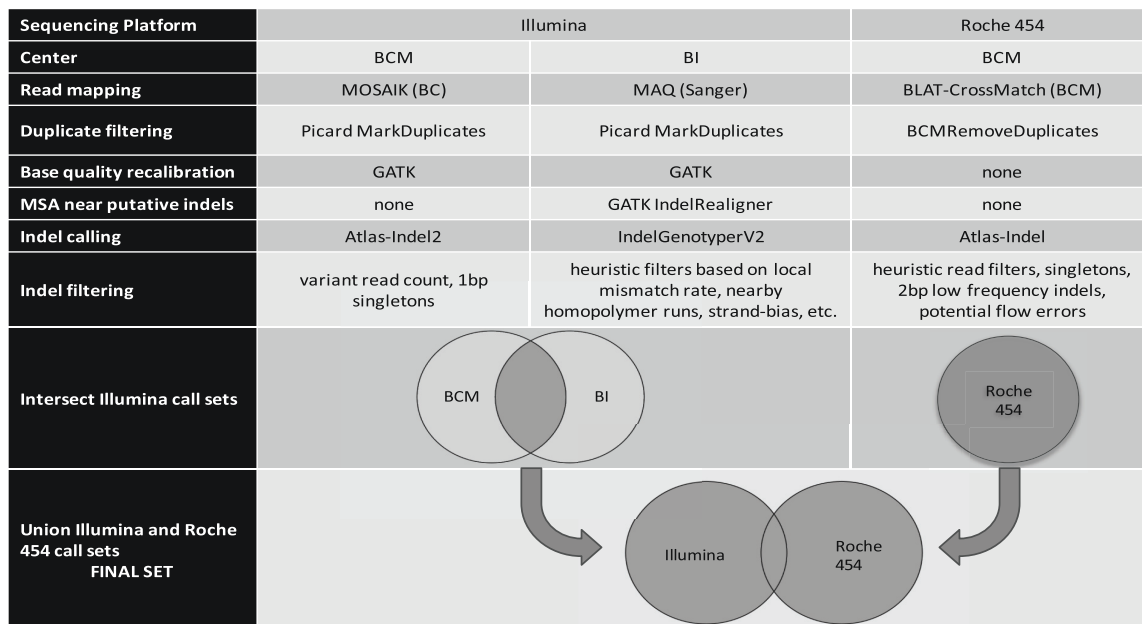 Sequencing Platform Illumina Roche 454
Center BCM BI BCM
Read mapping MOSAIK (BC) MAQ (Sanger) BLAT-CrossMatch (BCM)
Duplicate filtering Picard MarkDuplicates Picard MarkDuplicates BCMRemoveDuplicates
Base quality recalibration GATK GATK none
MSA near putative indels none GATK IndelRealigner none
Indel calling Atlas-Indel2 IndelGenotyperV2 Atlas-Indel
Indel filtering
variant read count, 1bp
singletons
heuristic filters based on local
mismatch rate, nearby
homopolymer runs, strand-bias, etc.
heuristic read filters, singletons,
2bp low frequency indels,
potential flow errors
Intersect Illumina call sets
BCM
BI
Roche
454
Union Illumina and Roche
454 call sets
FINAL SET
Illumina
Roche
454